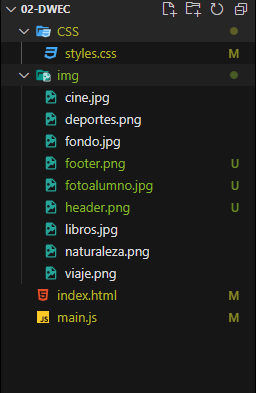 02-DWEC
CSS
styles.css M
img
cine.jpg
deportes.png
fondo.jpg
footer.png U
fotoalumno.jpg U
header.png U
libros.jpg
naturaleza.png
viaje.png
index.html M
JS main.js M